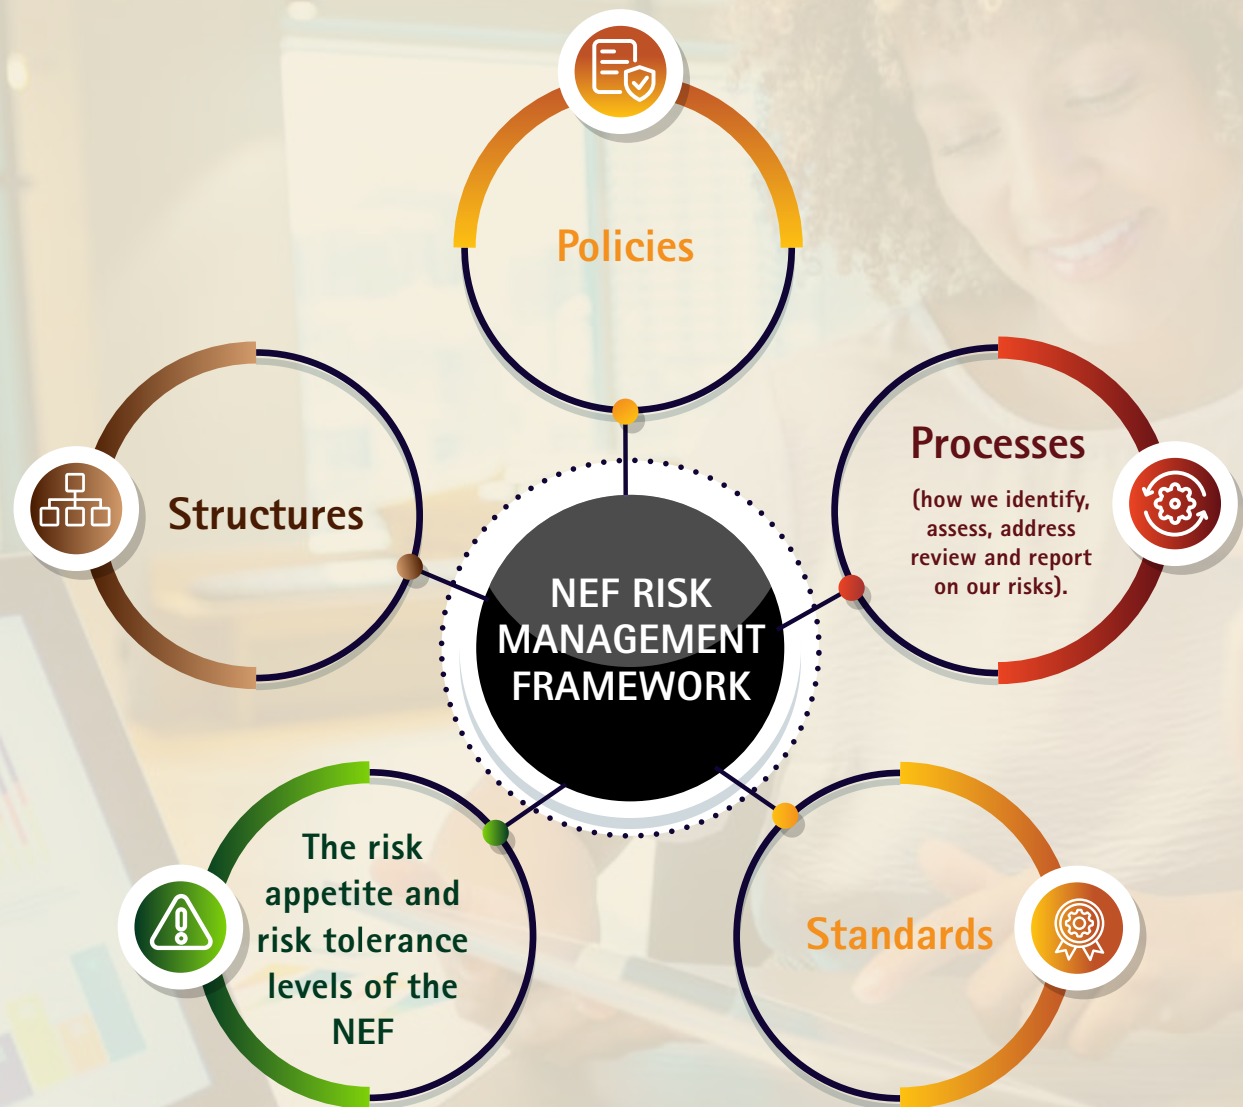 Policies
Structures
Processes
(how we identify,
assess, address
review and report
on our risks).
NEF RISK
MANAGEMENT
FRAMEWORK
The risk
appetite and
risk tolerance
levels of the
NEF
Standards